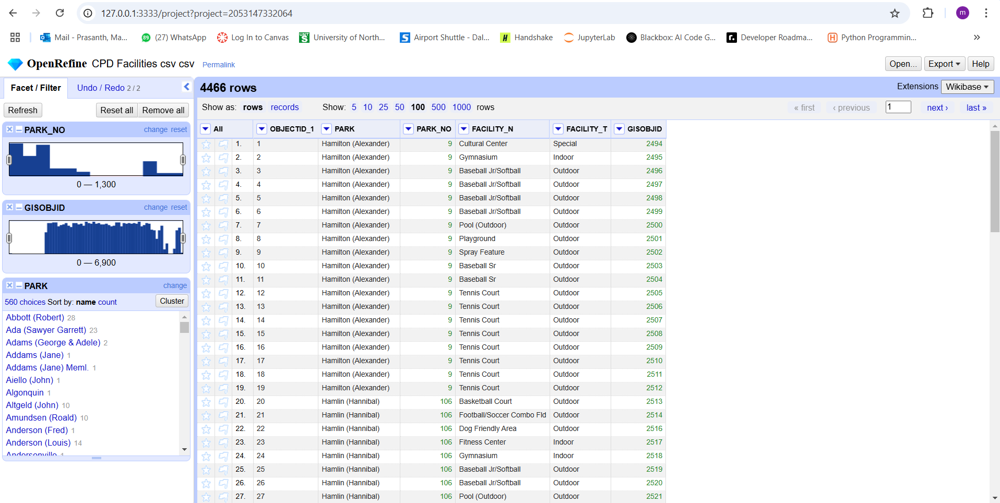 127.0.0.1:3333/project?project=2053147332064
m
Mail - Prasanth, Ma... 89 (27) WhatsApp Log In to Canvas UNT University of North... Airport Shuttle - Dal... Handshake JupyterLab Blackbox: AI Code G... Developer Roadma... Python Programmin... »
OpenRefine CPD Facilities csv csv Permalink Open... Export Help
Facet / Filter Undo / Redo 2 / 2
Refresh Reset all Remove all
PARK_NO change reset
0 — 1,300
GISOBJID change reset
0 — 6,900
PARK change
560 choices Sort by: name count Cluster
Abbott (Robert) 28
Ada (Sawyer Garrett) 23
Adams (George & Adele) 2
Addams (Jane) 1
Addams (Jane) Meml. 1
Aiello (John) 1
Algonquin 1
Altgeld (John) 10
Amundsen (Roald) 10
Anderson (Fred) 1
Anderson (Louis) 14
Andersonville 1
4466 rows Extensions Wikibase
Show as: rows records Show: 5 10 25 50 100 500 1000 rows « first ‹ previous 1 next › last »
All OBJECTID_1 PARK PARK_NO FACILITY_N FACILITY_T GISOBJID
1. 1 Hamilton (Alexander) 9 Cultural Center Special 2494
2. 2 Hamilton (Alexander) 9 Gymnasium Indoor 2495
3. 3 Hamilton (Alexander) 9 Baseball Jr/Softball Outdoor 2496
4. 4 Hamilton (Alexander) 9 Baseball Jr/Softball Outdoor 2497
5. 5 Hamilton (Alexander) 9 Baseball Jr/Softball Outdoor 2498
6. 6 Hamilton (Alexander) 9 Baseball Jr/Softball Outdoor 2499
7. 7 Hamilton (Alexander) 9 Pool (Outdoor) Outdoor 2500
8. 8 Hamilton (Alexander) 9 Playground Outdoor 2501
9. 9 Hamilton (Alexander) 9 Spray Feature Outdoor 2502
10. 10 Hamilton (Alexander) 9 Baseball Sr Outdoor 2503
11. 11 Hamilton (Alexander) 9 Baseball Sr Outdoor 2504
12. 12 Hamilton (Alexander) 9 Tennis Court Outdoor 2505
13. 13 Hamilton (Alexander) 9 Tennis Court Outdoor 2506
14. 14 Hamilton (Alexander) 9 Tennis Court Outdoor 2507
15. 15 Hamilton (Alexander) 9 Tennis Court Outdoor 2508
16. 16 Hamilton (Alexander) 9 Tennis Court Outdoor 2509
17. 17 Hamilton (Alexander) 9 Tennis Court Outdoor 2510
18. 18 Hamilton (Alexander) 9 Tennis Court Outdoor 2511
19. 19 Hamilton (Alexander) 9 Tennis Court Outdoor 2512
20. 20 Hamlin (Hannibal) 106 Basketball Court Outdoor 2513
21. 21 Hamlin (Hannibal) 106 Football/Soccer Combo Fld Outdoor 2514
22. 22 Hamlin (Hannibal) 106 Dog Friendly Area Outdoor 2516
23. 23 Hamlin (Hannibal) 106 Fitness Center Indoor 2517
24. 24 Hamlin (Hannibal) 106 Gymnasium Indoor 2518
25. 25 Hamlin (Hannibal) 106 Baseball Jr/Softball Outdoor 2519
26. 26 Hamlin (Hannibal) 106 Baseball Jr/Softball Outdoor 2520
27. 27 Hamlin (Hannibal) 106 Pool (Outdoor) Outdoor 2521